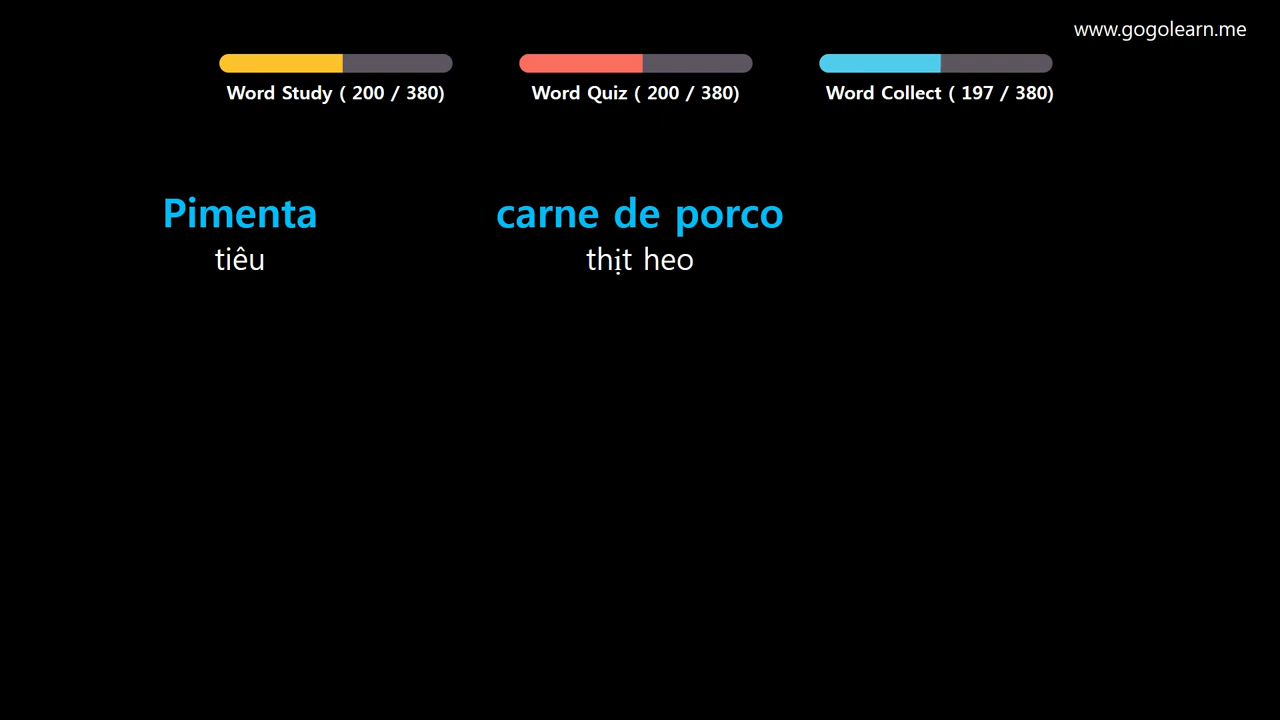 www.gogolearn.me
Word Study ( 200 / 380)
Word Quiz ( 200 / 380)
Word Collect ( 197 / 380)
Pimenta
tiêu
carne de porco
thịt heo